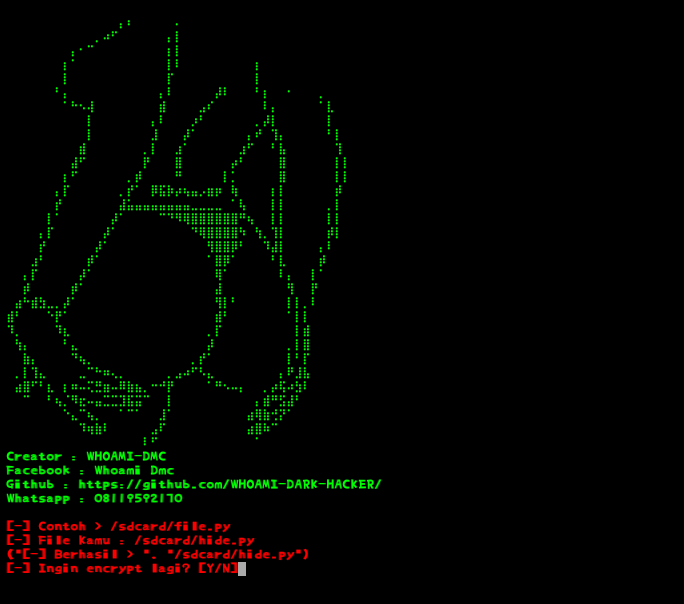 Creator : WHOAMI-DMC
Facebook : Whoami Dmc
Github : https://github.com/WHOAMI-DARK-HACKER/
Whatsapp : 08119592170
[-] Contoh > /sdcard/file.py
[-] File Kamu : /sdcard/hide.py
("[-] Berhasil > ", "/sdcard/hide.py")
[-] Ingin encrypt lagi? [Y/N]